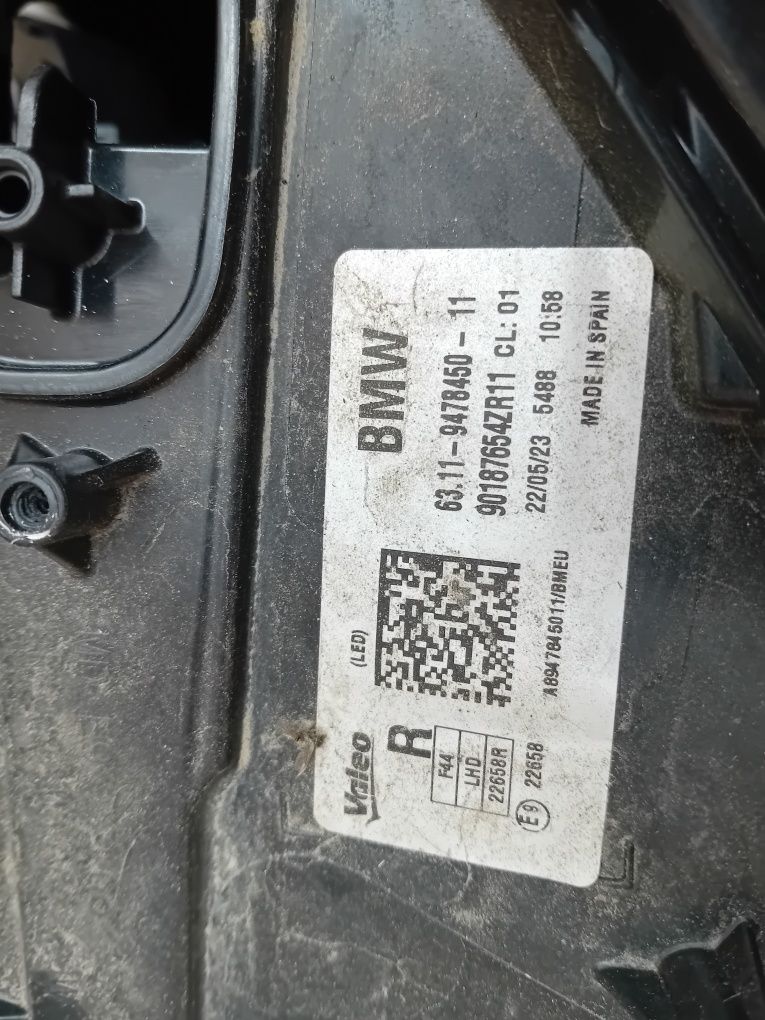 Valeo
(LED)
BMW
R
F44
LHD
22658R
E9
22658
63.11-9478450-11
90187654ZR11 CL:01
22/05/23 5488 10:58
A8947845011/BMEU
MADE IN SPAIN